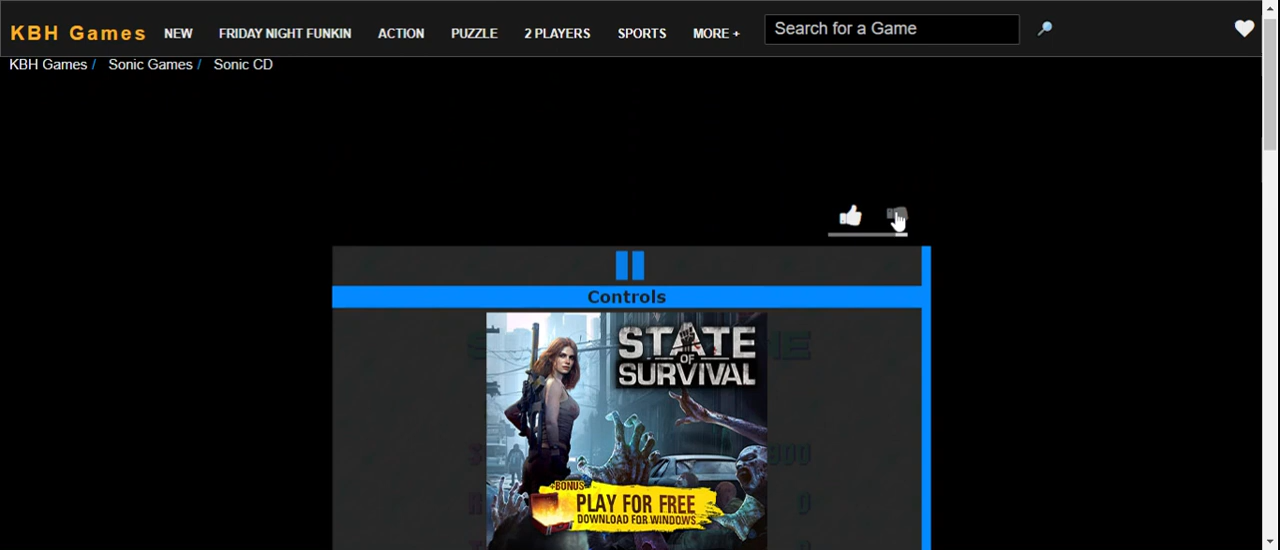 KBH Games NEW FRIDAY NIGHT FUNKIN ACTION PUZZLE 2 PLAYERS SPORTS MORE + Search for a Game
KBH Games / Sonic Games / Sonic CD
Controls
STATE
OF
SURVIVAL
+BONUS
PLAY FOR FREE
DOWNLOAD FOR WINDOWS
0